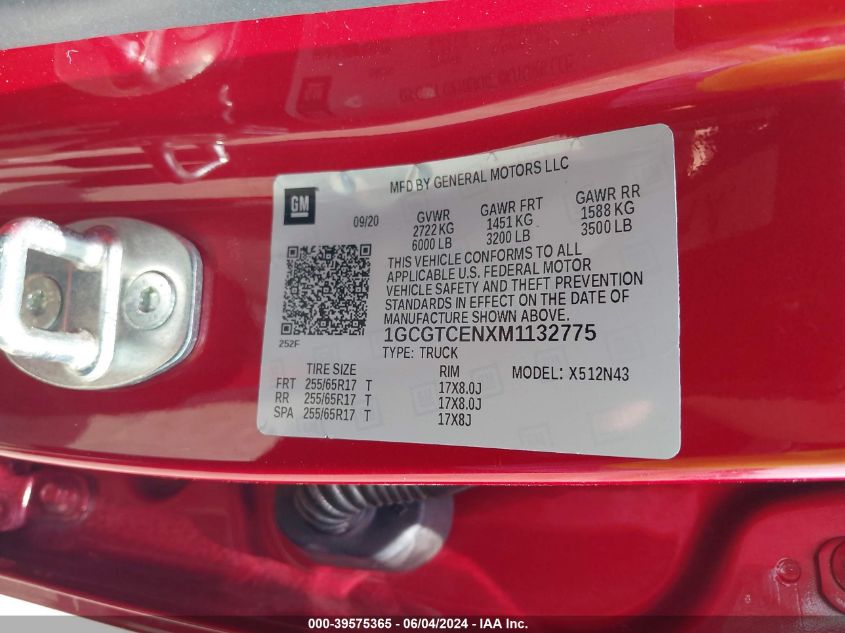 MFD BY GENERAL MOTORS LLC
GM
09/20
GVWR GAWR FRT GAWR RR
2722 KG 1451 KG 1588 KG
6000 LB 3200 LB 3500 LB
THIS VEHICLE CONFORMS TO ALL
APPLICABLE U.S. FEDERAL MOTOR
VEHICLE SAFETY AND THEFT PREVENTION
STANDARDS IN EFFECT ON THE DATE OF
MANUFACTURE SHOWN ABOVE.
252F
1GCGTCENXM1132775
TYPE: TRUCK
TIRE SIZE RIM MODEL: X512N43
FRT 255/65R17 T 17X8.0J
RR 255/65R17 T 17X8.0J
SPA 255/65R17 T 17X8J
000-39575365 - 06/04/2024 - IAA Inc.